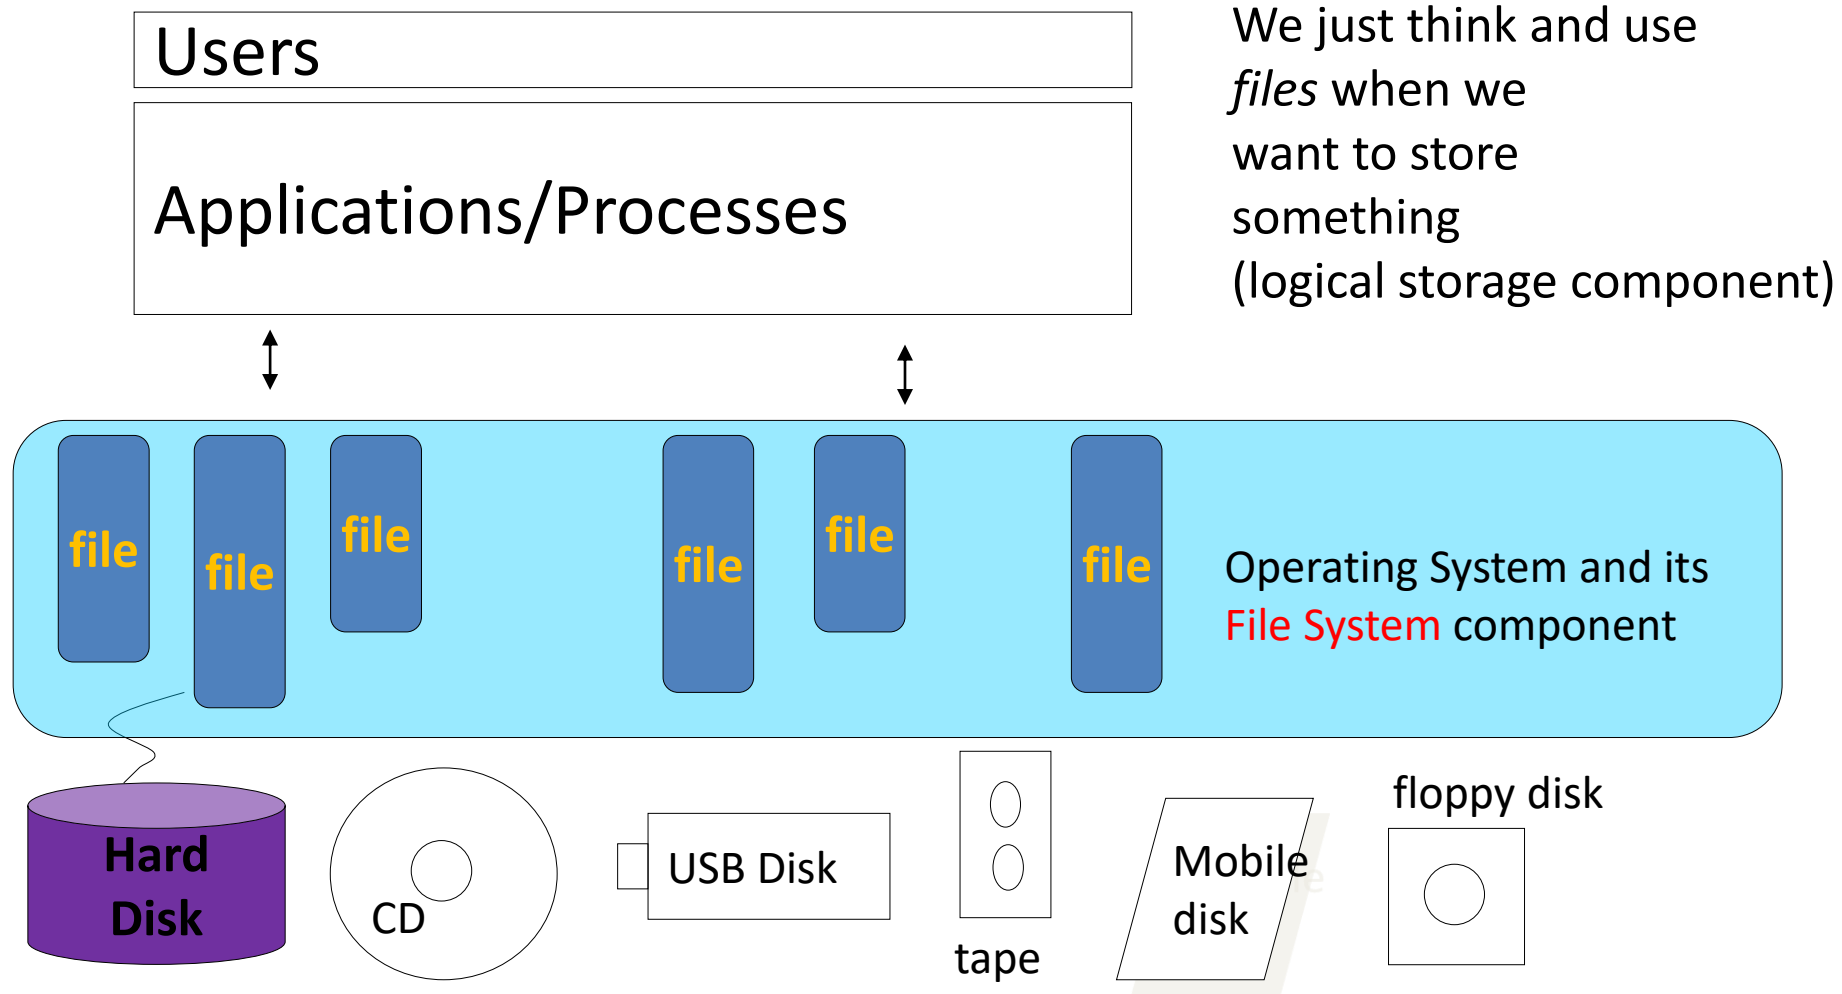 Users
We just think and use
files when we
want to store
something
(logical storage component)
Applications/Processes
file
file
file
file
file
file
Operating System and its
File System component
Hard
Disk
CD
USB Disk
tape
Mobile
disk
floppy disk